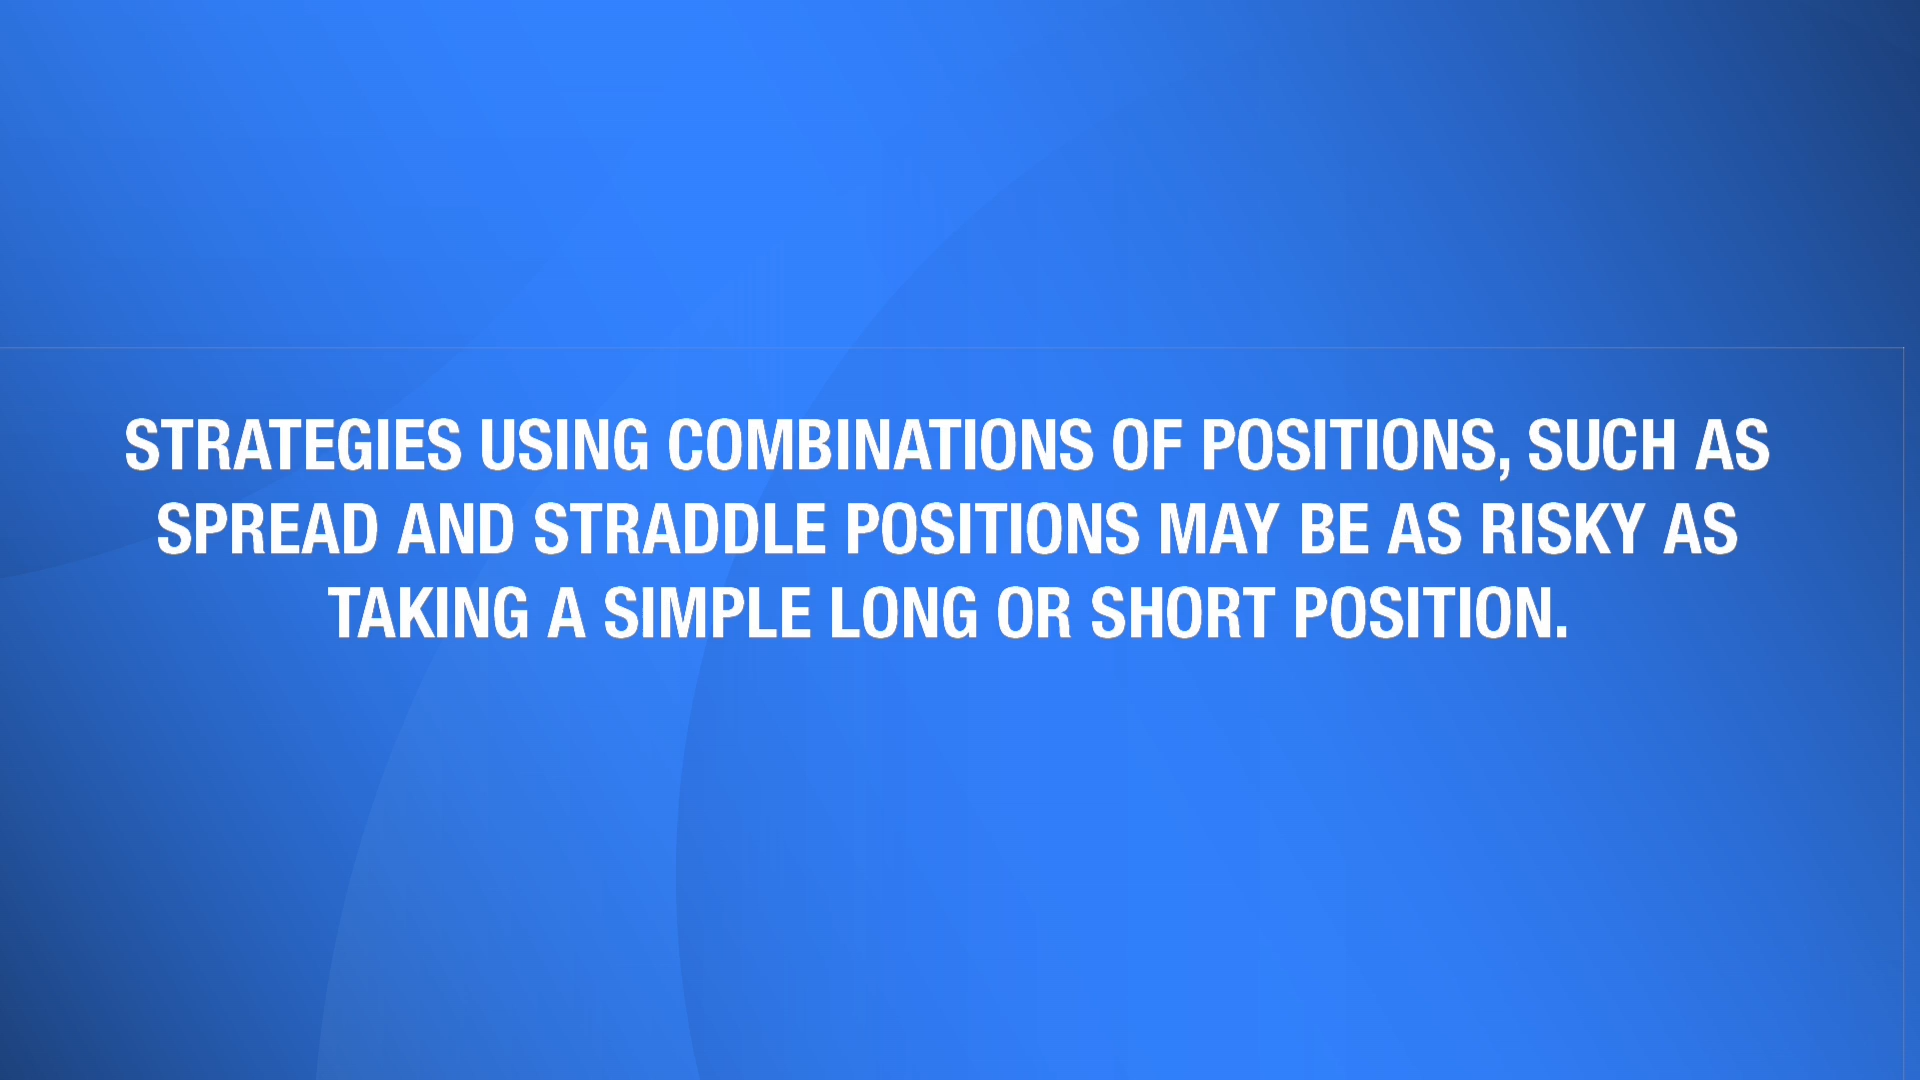 STRATEGIES USING COMBINATIONS OF POSITIONS, SUCH AS
SPREAD AND STRADDLE POSITIONS MAY BE AS RISKY AS
TAKING A SIMPLE LONG OR SHORT POSITION.